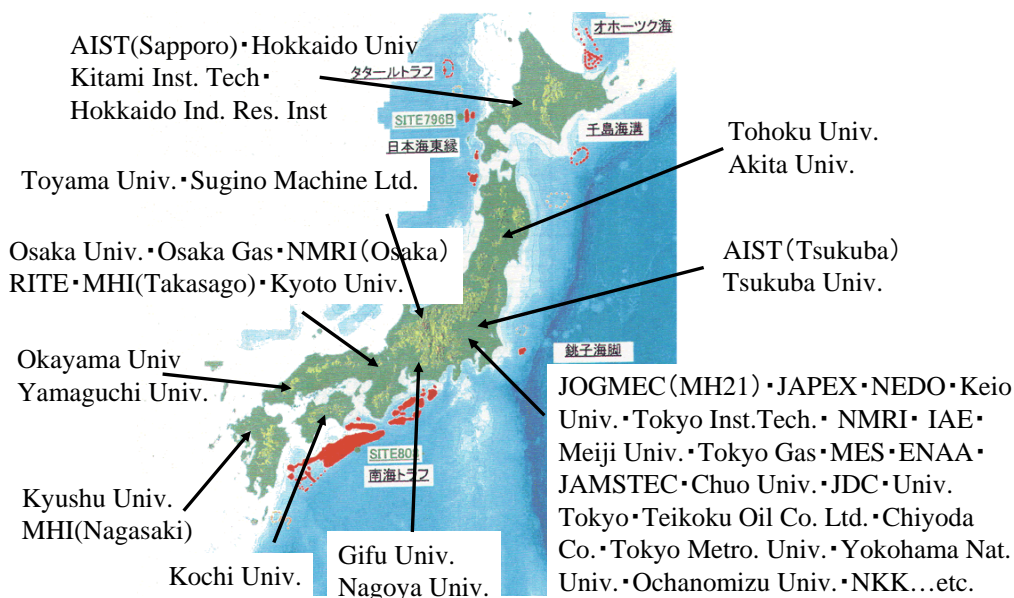 AIST(Sapporo)・Hokkaido Univ
Kitami Inst. Tech・
Hokkaido Ind. Res. Inst
オホーツク海
タタールトラフ
SITE796B
日本海東縁
千島海溝
Tohoku Univ.
Akita Univ.
Toyama Univ.・Sugino Machine Ltd.
Osaka Univ.・Osaka Gas・NMRI(Osaka)
RITE・MHI(Takasago)・Kyoto Univ.
AIST(Tsukuba)
Tsukuba Univ.
Okayama Univ
Yamaguchi Univ.
銚子海脚
JOGMEC(MH21)・JAPEX・NEDO・Keio
Univ.・Tokyo Inst.Tech.・ NMRI・ IAE・
Meiji Univ.・Tokyo Gas・MES・ENAA・
JAMSTEC・Chuo Univ.・JDC・Univ.
Tokyo・Teikoku Oil Co. Ltd.・Chiyoda
Co.・Tokyo Metro. Univ.・Yokohama Nat.
Univ.・Ochanomizu Univ.・NKK…etc.
南海トラフ
Kyushu Univ.
MHI(Nagasaki)
Kochi Univ.
Gifu Univ.
Nagoya Univ.